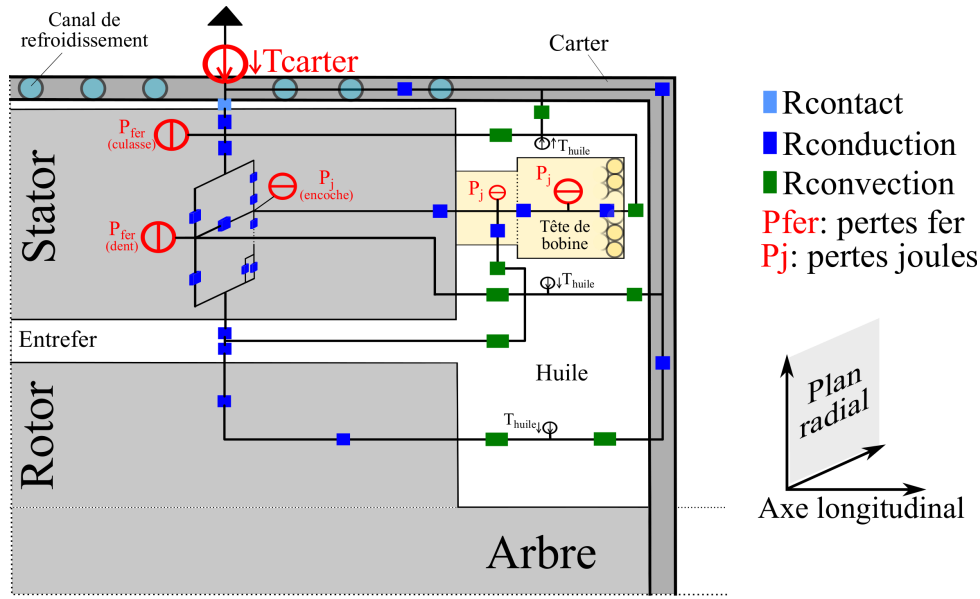 Canal de
refroidissement
↓Tcarter
Carter
Pfer
(culasse)
↑Thuile
Rcontact
Rconduction
Rconvection
Pfer: pertes fer
Pj: pertes joules
Stator
Pj
(encoche)
Pj
Pj
Pfer
(dent)
Tête de
bobine
↓Thuile
Entrefer
Huile
Rotor
Thuile↓
Plan
radial
Axe longitudinal
Arbre